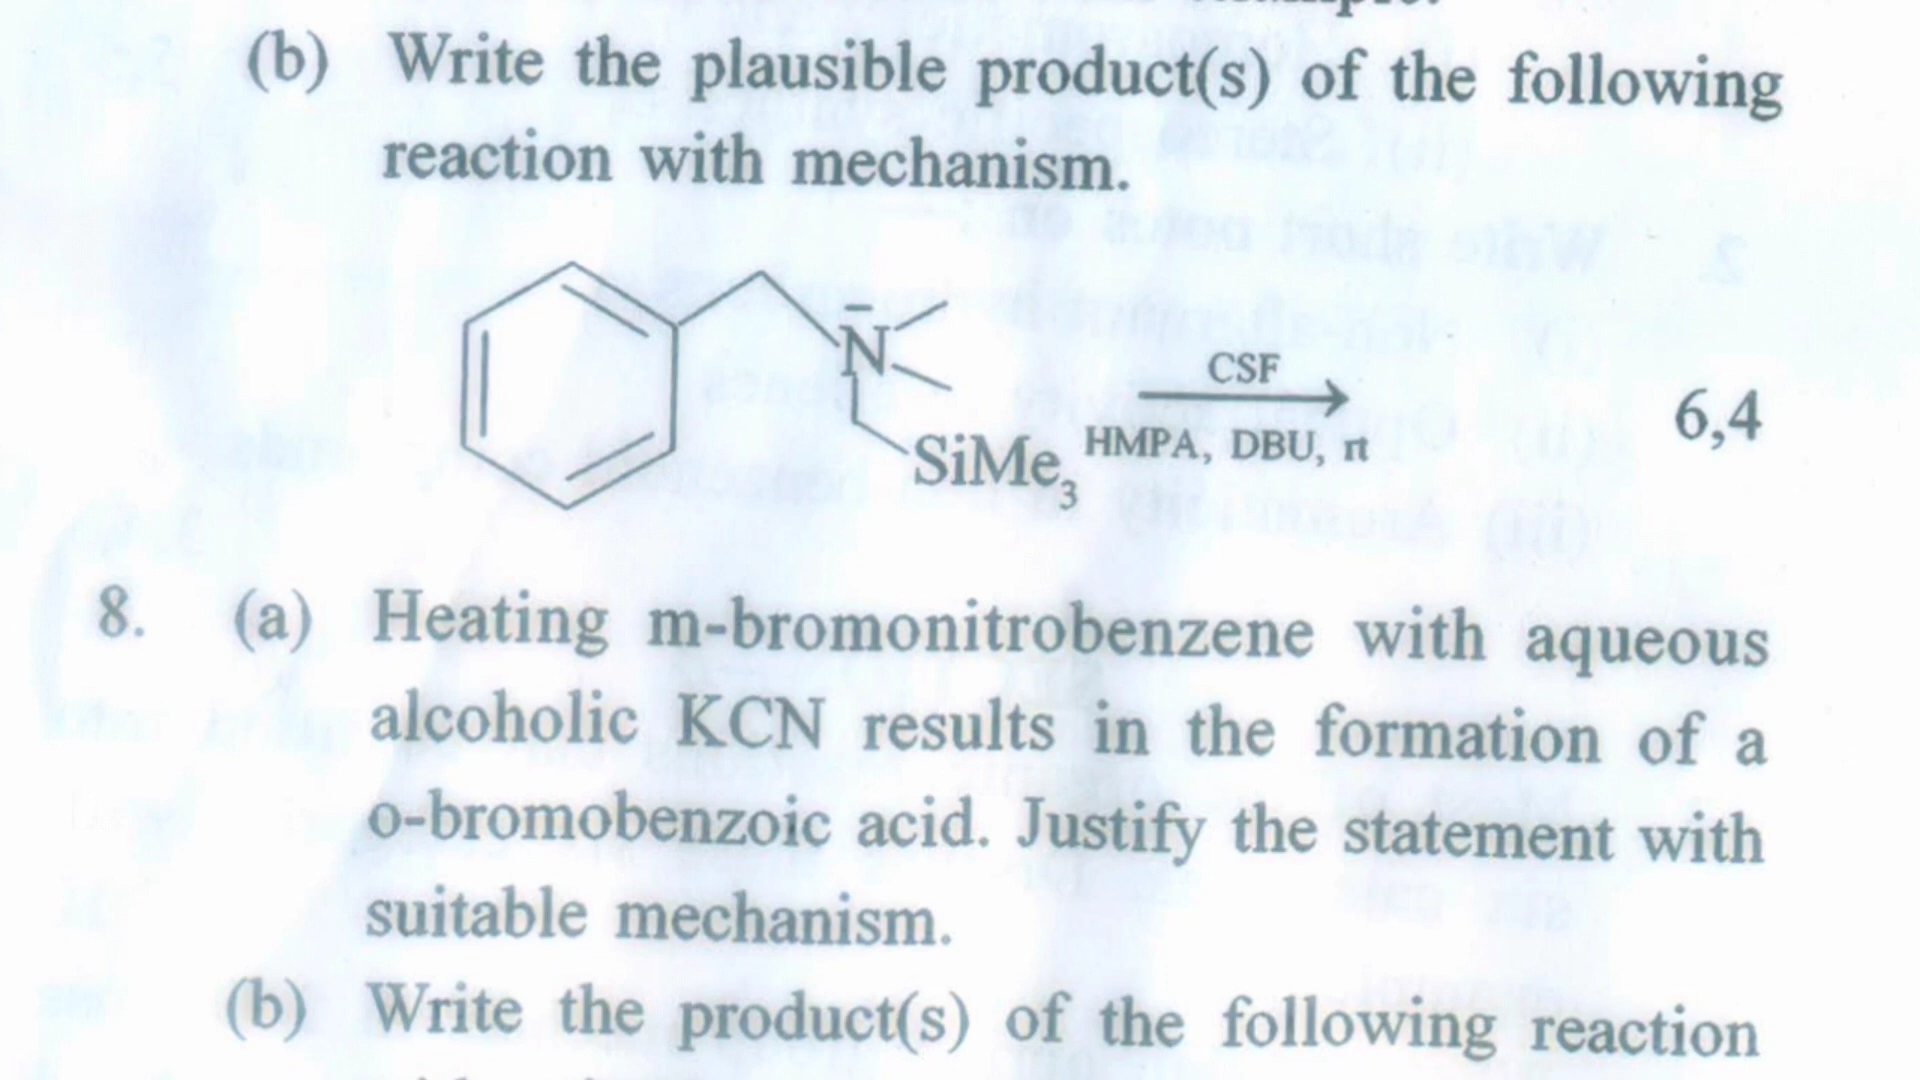 (b) Write the plausible product(s) of the following
reaction with mechanism.
N
SiMe3
CSF
HMPA, DBU, rt
6,4
8. (a) Heating m-bromonitrobenzene with aqueous
alcoholic KCN results in the formation of a
o-bromobenzoic acid. Justify the statement with
suitable mechanism.
(b) Write the product(s) of the following reaction